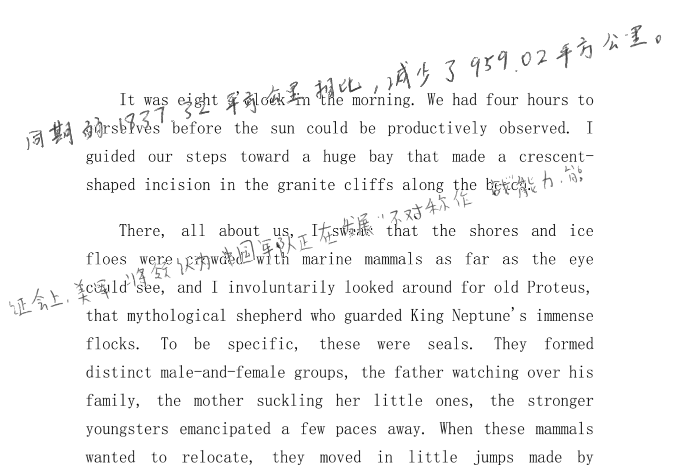 同期的1837.32平方公里相比，减少了959.02平方公里。
It was eight o'clock in the morning. We had four hours to
ourselves before the sun could be productively observed. I
guided our steps toward a huge bay that made a crescent-
shaped incision in the granite cliffs along the beach.
证会上，美军将领认为中国军队正在发展"不对称作战"能力，能
There, all about us, I swear that the shores and ice
floes were crowded with marine mammals as far as the eye
could see, and I involuntarily looked around for old Proteus,
that mythological shepherd who guarded King Neptune's immense
flocks. To be specific, these were seals. They formed
distinct male-and-female groups, the father watching over his
family, the mother suckling her little ones, the stronger
youngsters emancipated a few paces away. When these mammals
wanted to relocate, they moved in little jumps made by